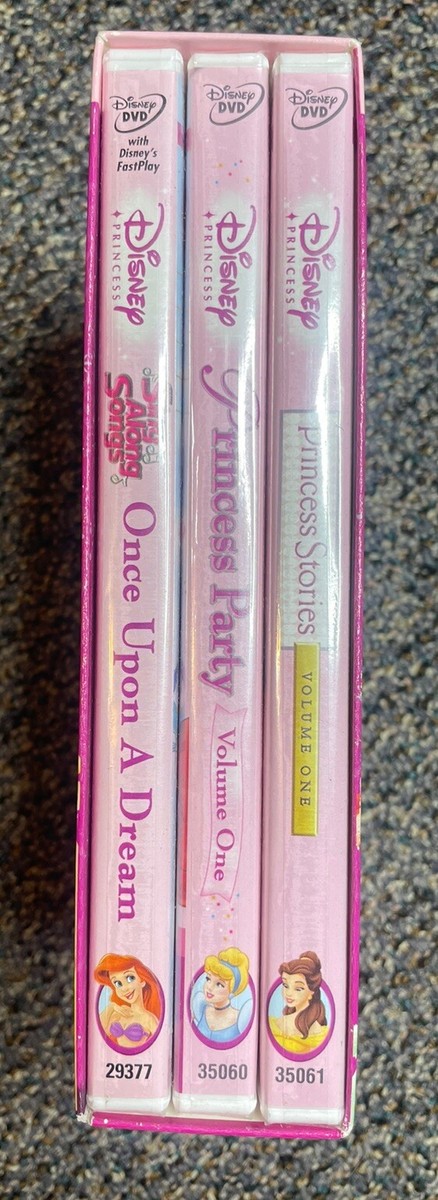 Disney
DVD
with
Disney's
FastPlay
Disney
PRINCESS
Sing
Along
Songs
Once Upon A Dream
29377
Disney
DVD
Disney
PRINCESS
Princess Party
Volume One
35060
Disney
DVD
Disney
PRINCESS
Princess Stories
VOLUME ONE
35061